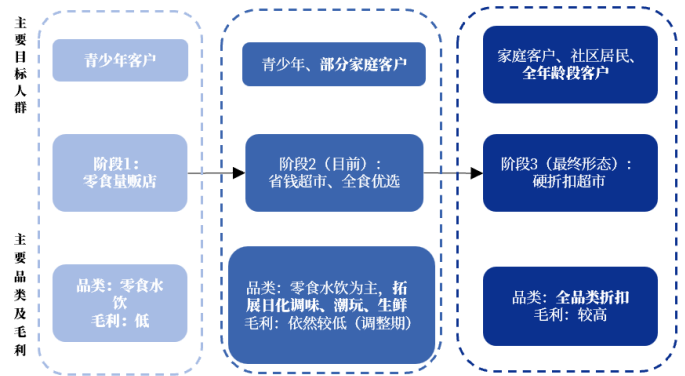 主要目标人群
青少年客户
青少年、部分家庭客户
家庭客户、社区居民、
全年龄段客户
阶段1：
零食量贩店
阶段2（目前）：
省钱超市、全食优选
阶段3（最终形态）：
硬折扣超市
主要品类及毛利
品类：零食水
饮
毛利：低
品类：零食水饮为主，拓
展日化调味、潮玩、生鲜
毛利：依然较低（调整期）
品类：全品类折扣
毛利：较高